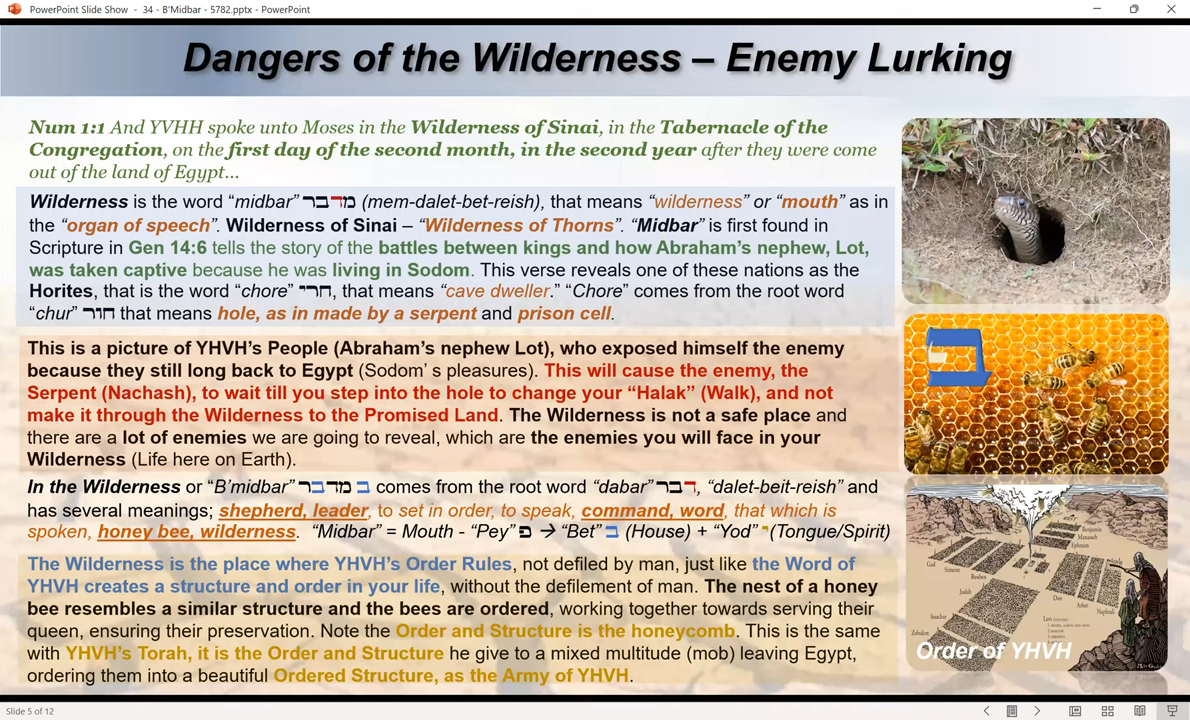 PowerPoint Slide Show - 34 - B'Midbar - 5782.pptx - PowerPoint
Dangers of the Wilderness – Enemy Lurking
Num 1:1 And YVHH spoke unto Moses in the Wilderness of Sinai, in the Tabernacle of the
Congregation, on the first day of the second month, in the second year after they were come
out of the land of Egypt…
Wilderness is the word “midbar” מדבר (mem-dalet-bet-reish), that means “wilderness” or “mouth” as in
the “organ of speech”. Wilderness of Sinai – “Wilderness of Thorns”. “Midbar” is first found in
Scripture in Gen 14:6 tells the story of the battles between kings and how Abraham’s nephew, Lot,
was taken captive because he was living in Sodom. This verse reveals one of these nations as the
Horites, that is the word “chore” חרי, that means “cave dweller.” “Chore” comes from the root word
“chur” חור that means hole, as in made by a serpent and prison cell.
This is a picture of YHVH’s People (Abraham’s nephew Lot), who exposed himself the enemy
because they still long back to Egypt (Sodom’ s pleasures). This will cause the enemy, the
Serpent (Nachash), to wait till you step into the hole to change your “Halak” (Walk), and not
make it through the Wilderness to the Promised Land. The Wilderness is not a safe place and
there are a lot of enemies we are going to reveal, which are the enemies you will face in your
Wilderness (Life here on Earth).
In the Wilderness or “B’midbar” ב מדבר comes from the root word “dabar” דבר, “dalet-beit-reish” and
has several meanings; shepherd, leader, to set in order, to speak, command, word, that which is
spoken, honey bee, wilderness. “Midbar” = Mouth - “Pey” פ → “Bet” ב (House) + “Yod” י (Tongue/Spirit)
The Wilderness is the place where YHVH’s Order Rules, not defiled by man, just like the Word of
YHVH creates a structure and order in your life, without the defilement of man. The nest of a honey
bee resembles a similar structure and the bees are ordered, working together towards serving their
queen, ensuring their preservation. Note the Order and Structure is the honeycomb. This is the same
with YHVH’s Torah, it is the Order and Structure he give to a mixed multitude (mob) leaving Egypt,
ordering them into a beautiful Ordered Structure, as the Army of YHVH.
ב
Benjamin
Manasseh
Ephraim
Gad
Simeon
Reuben
Judah
Dan
Asher
Naphtali
Issachar
Zebulon
Order of YHVH
Slide 5 of 12